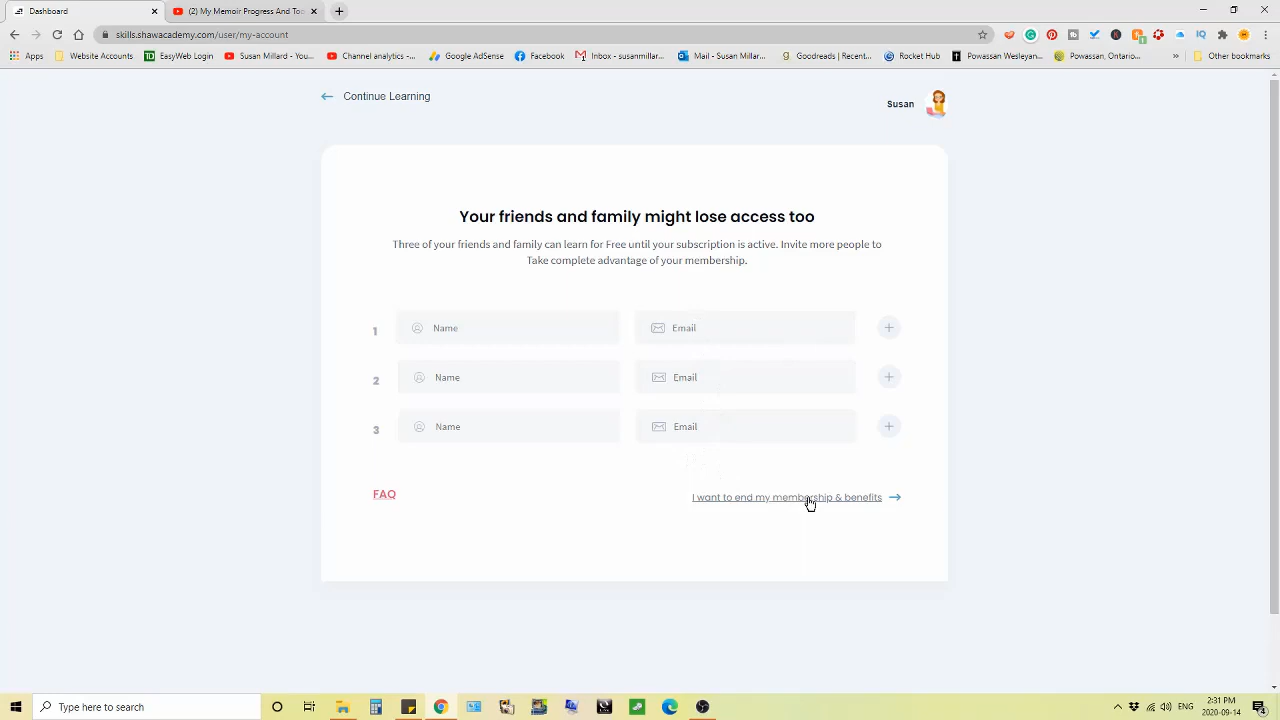 Dashboard
(2) My Memoir Progress And Too
skills.shawacademy.com/user/my-account
Apps
Website Accounts
EasyWeb Login
Susan Millard - You...
Channel analytics -...
Google AdSense
Facebook
Inbox - susanmillar...
Mail - Susan Millar...
Goodreads | Recent...
Rocket Hub
Powassan Wesleyan...
Powassan, Ontario...
»
Other bookmarks
Continue Learning
Susan
Your friends and family might lose access too
Three of your friends and family can learn for Free until your subscription is active. Invite more people to
Take complete advantage of your membership.
1 Name Email +
2 Name Email +
3 Name Email +
FAQ
I want to end my membership & benefits
Type here to search
2:31 PM
2020-09-14